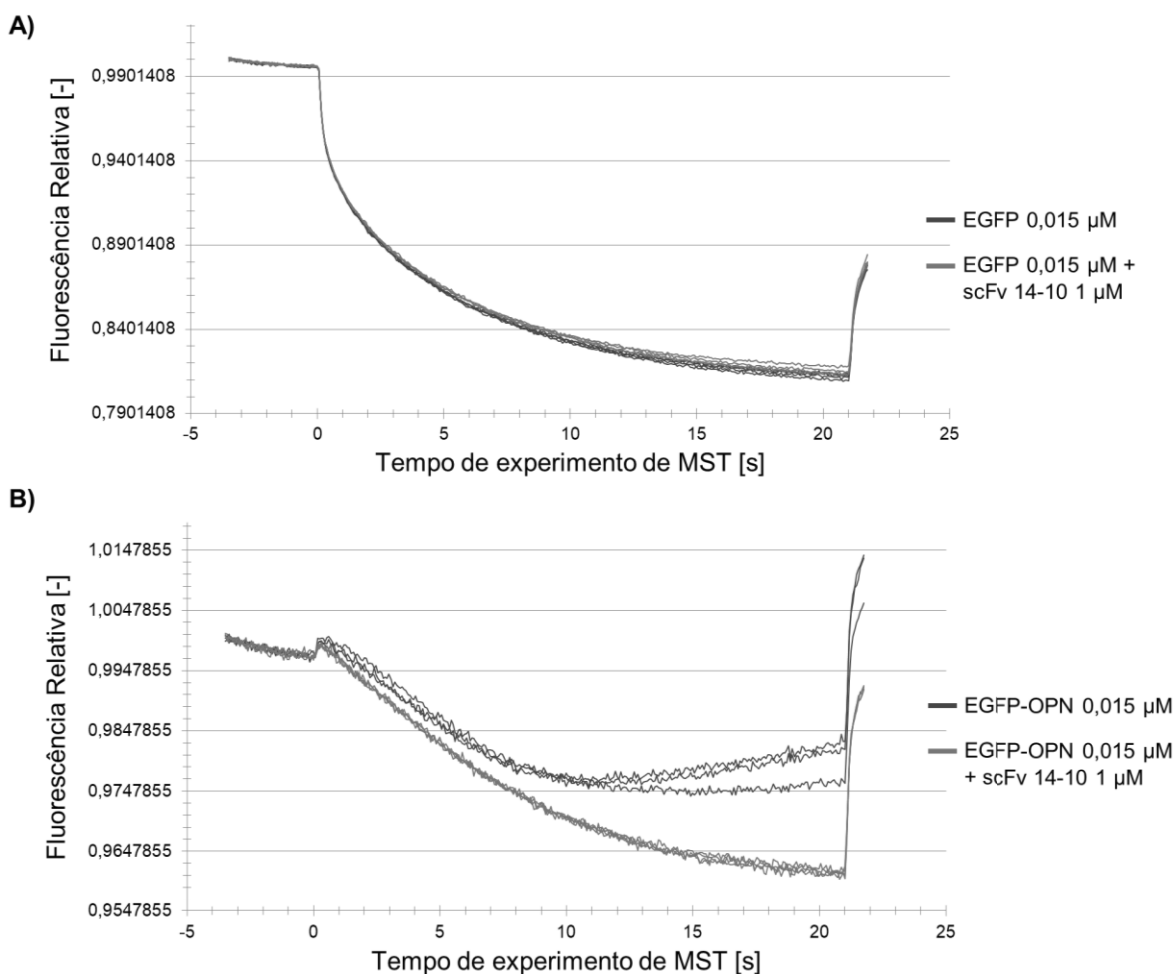 A)
Fluorescência Relativa [-]
0,9901408
0,9401408
0,8901408
0,8401408
0,7901408
-5 0 5 10 15 20 25
Tempo de experimento de MST [s]
EGFP 0,015 µM
EGFP 0,015 µM +
scFv 14-10 1 µM
B)
Fluorescência Relativa [-]
1,0147855
1,0047855
0,9947855
0,9847855
0,9747855
0,9647855
0,9547855
-5 0 5 10 15 20 25
Tempo de experimento de MST [s]
EGFP-OPN 0,015 µM
EGFP-OPN 0,015 µM
+ scFv 14-10 1 µM